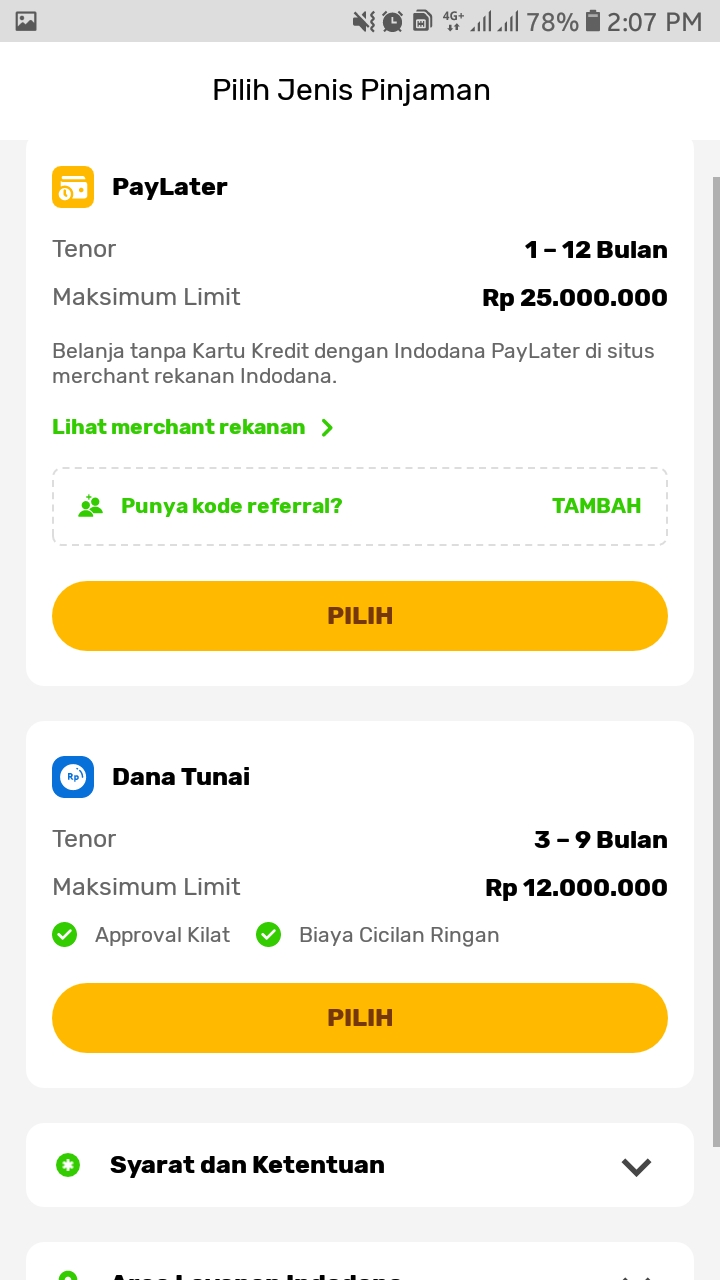 4G+ 78% 2:07 PM
Pilih Jenis Pinjaman
PayLater
Tenor 1 – 12 Bulan
Maksimum Limit Rp 25.000.000
Belanja tanpa Kartu Kredit dengan Indodana PayLater di situs
merchant rekanan Indodana.
Lihat merchant rekanan
Punya kode referral? TAMBAH
PILIH
Rp
Dana Tunai
Tenor 3 – 9 Bulan
Maksimum Limit Rp 12.000.000
Approval Kilat Biaya Cicilan Ringan
PILIH
Syarat dan Ketentuan
Area Layanan Indodana